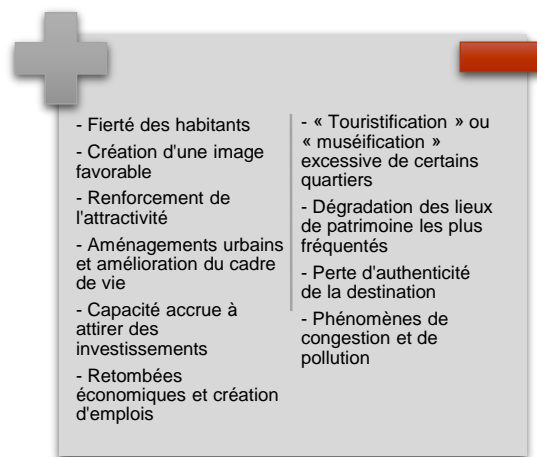 - Fierté des habitants
- Création d'une image
favorable
- Renforcement de
l'attractivité
- Aménagements urbains
et amélioration du cadre
de vie
- Capacité accrue à
attirer des
investissements
- Retombées
économiques et création
d'emplois
- « Touristification » ou
« muséification »
excessive de certains
quartiers
- Dégradation des lieux
de patrimoine les plus
fréquentés
- Perte d'authenticité
de la destination
- Phénomènes de
congestion et de
pollution